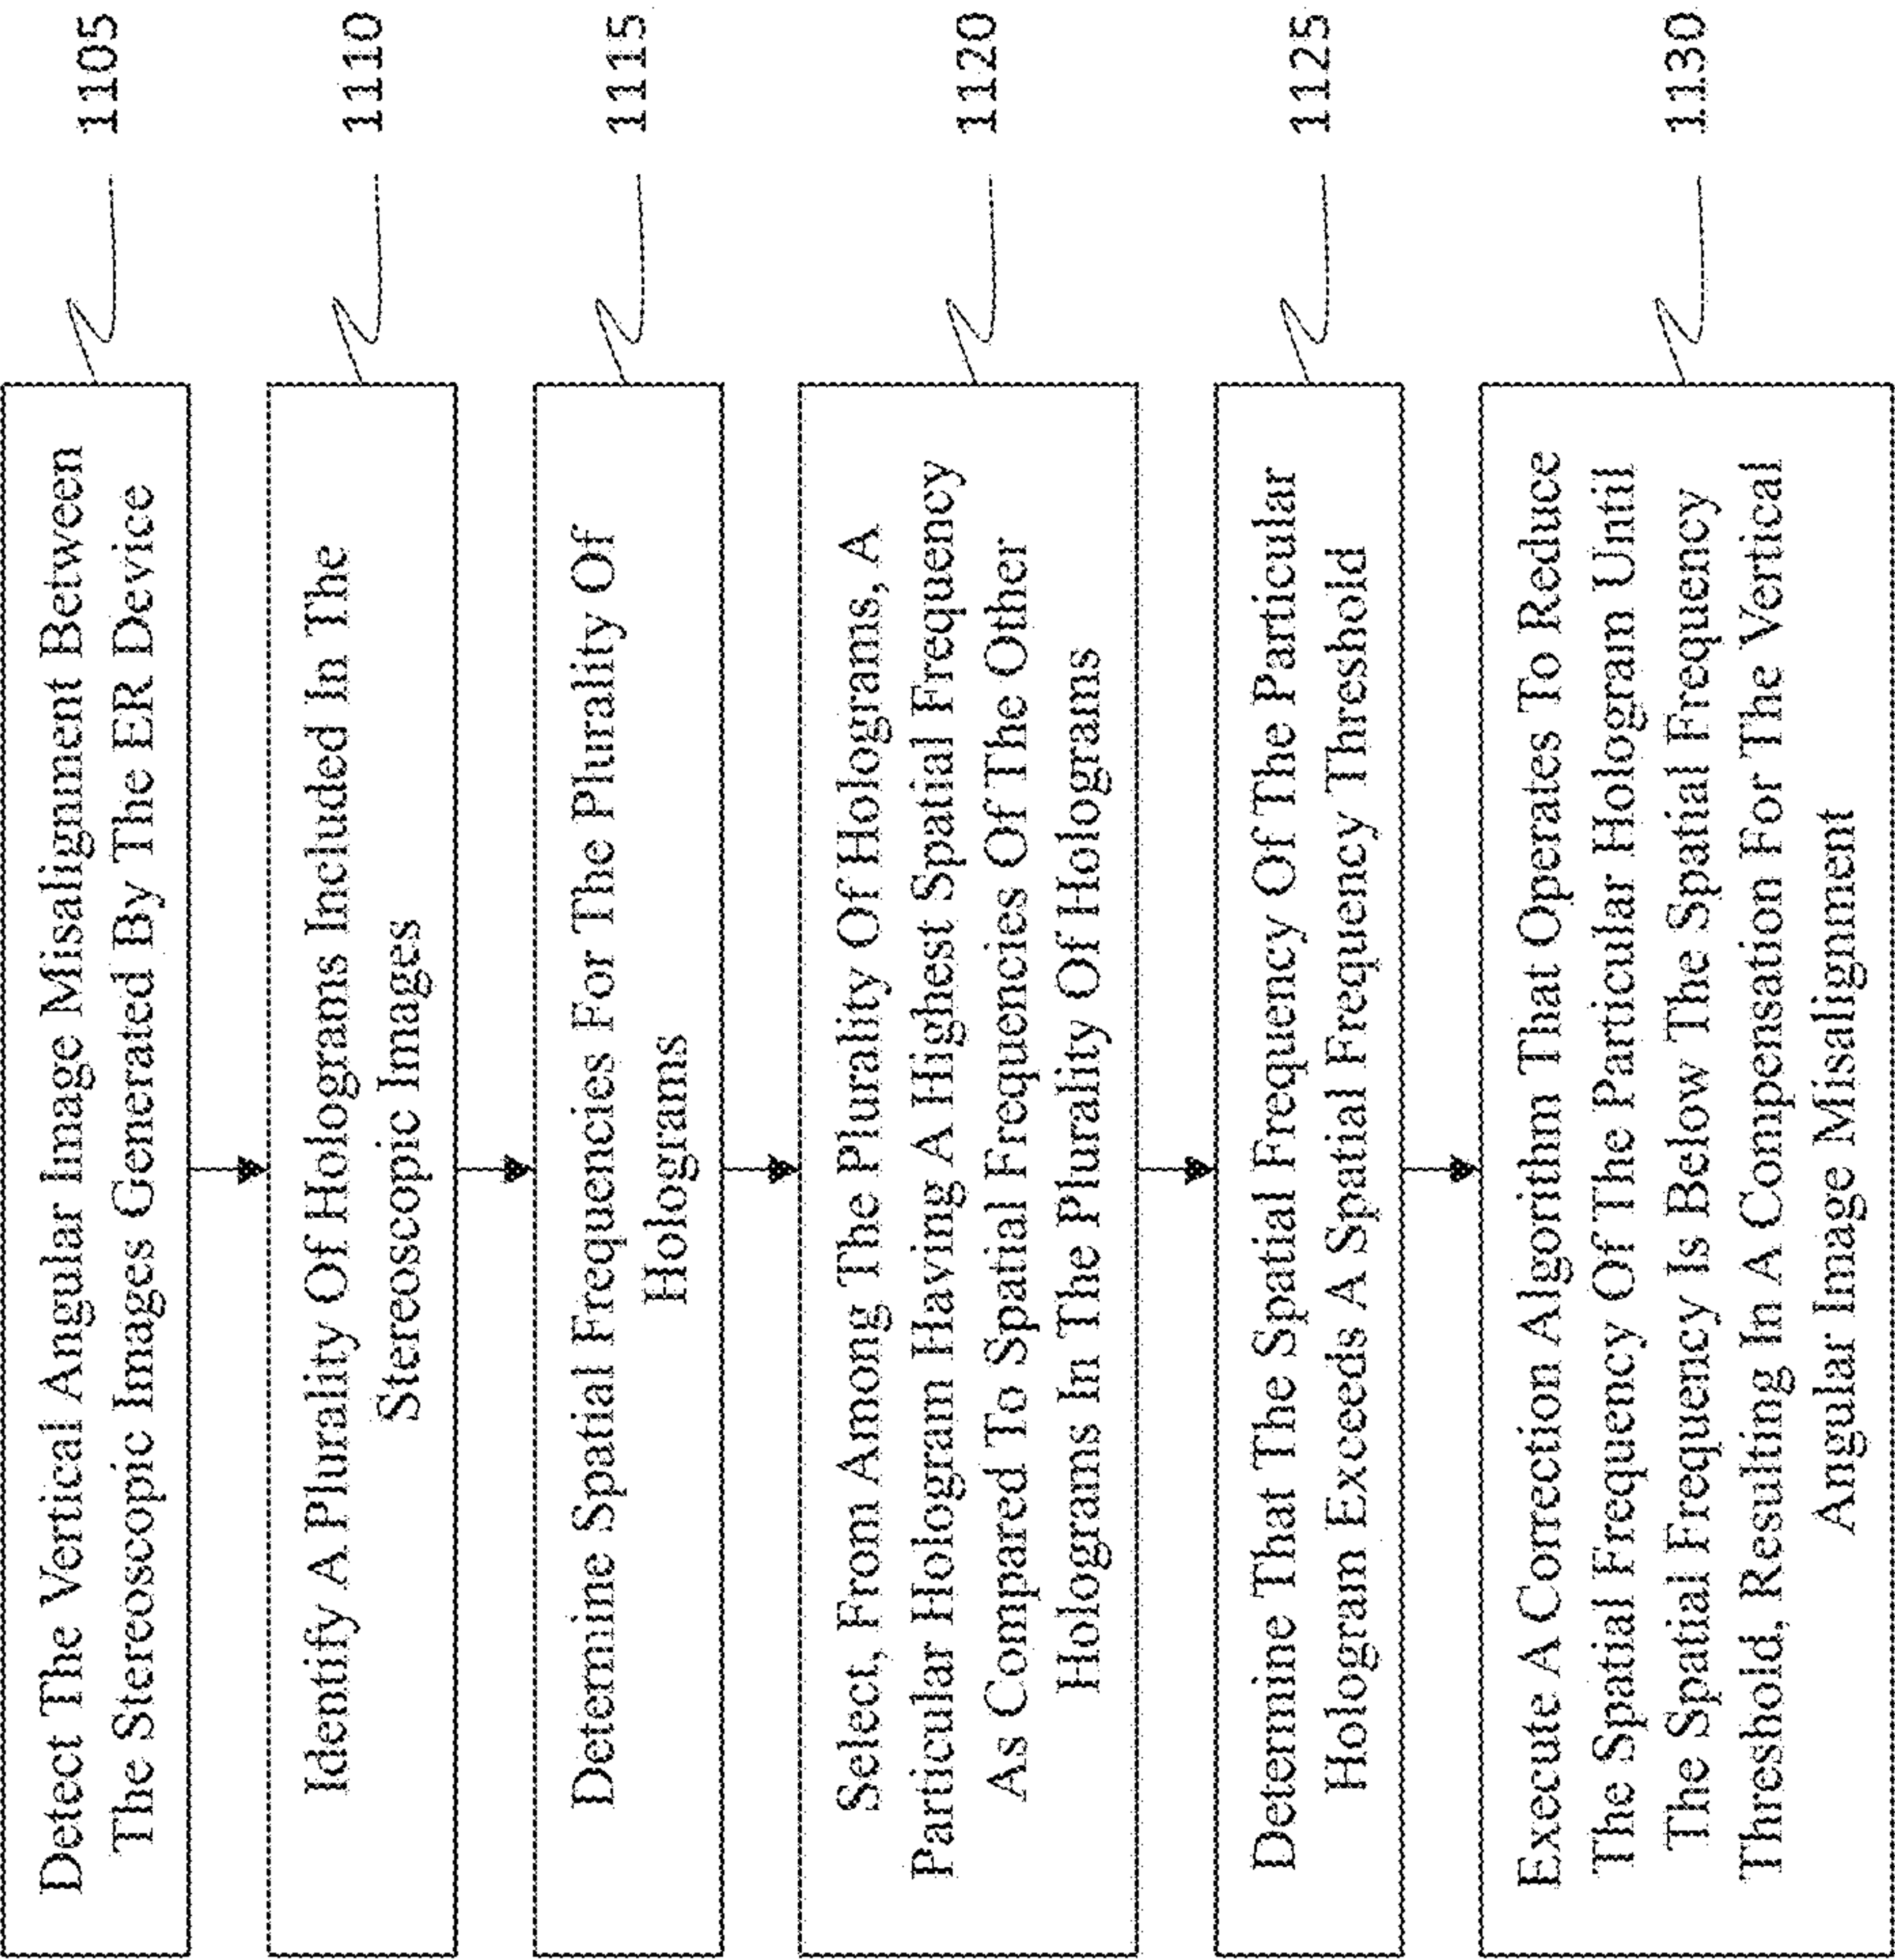 Detect The Vertical Angular Image Misalignment Between
The Stereoscopic Images Generated By The ER Device
1105
Identify A Plurality Of Holograms Included In The
Stereoscopic Images
1110
Determine Spatial Frequencies For The Plurality Of
Holograms
1115
Select, From Among The Plurality Of Holograms, A
Particular Hologram Having A Highest Spatial Frequency
As Compared To Spatial Frequencies Of The Other
Holograms In The Plurality Of Holograms
1120
Determine That The Spatial Frequency Of The Particular
Hologram Exceeds A Spatial Frequency Threshold
1125
Execute A Correction Algorithm That Operates To Reduce
The Spatial Frequency Of The Particular Hologram Until
The Spatial Frequency Is Below The Spatial Frequency
Threshold, Resulting In A Compensation For The Vertical
Angular Image Misalignment
1130